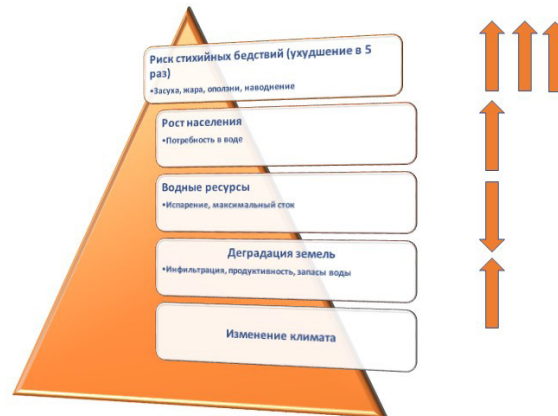 Риск стихийных бедствий (ухудшение в 5
раз)
•Засуха, жара, оползни, наводнение
Рост населения
•Потребность в воде
Водные ресурсы
•Испарение, максимальный сток
Деградация земель
•Инфильтрация, продуктивность, запасы воды
Изменение климата